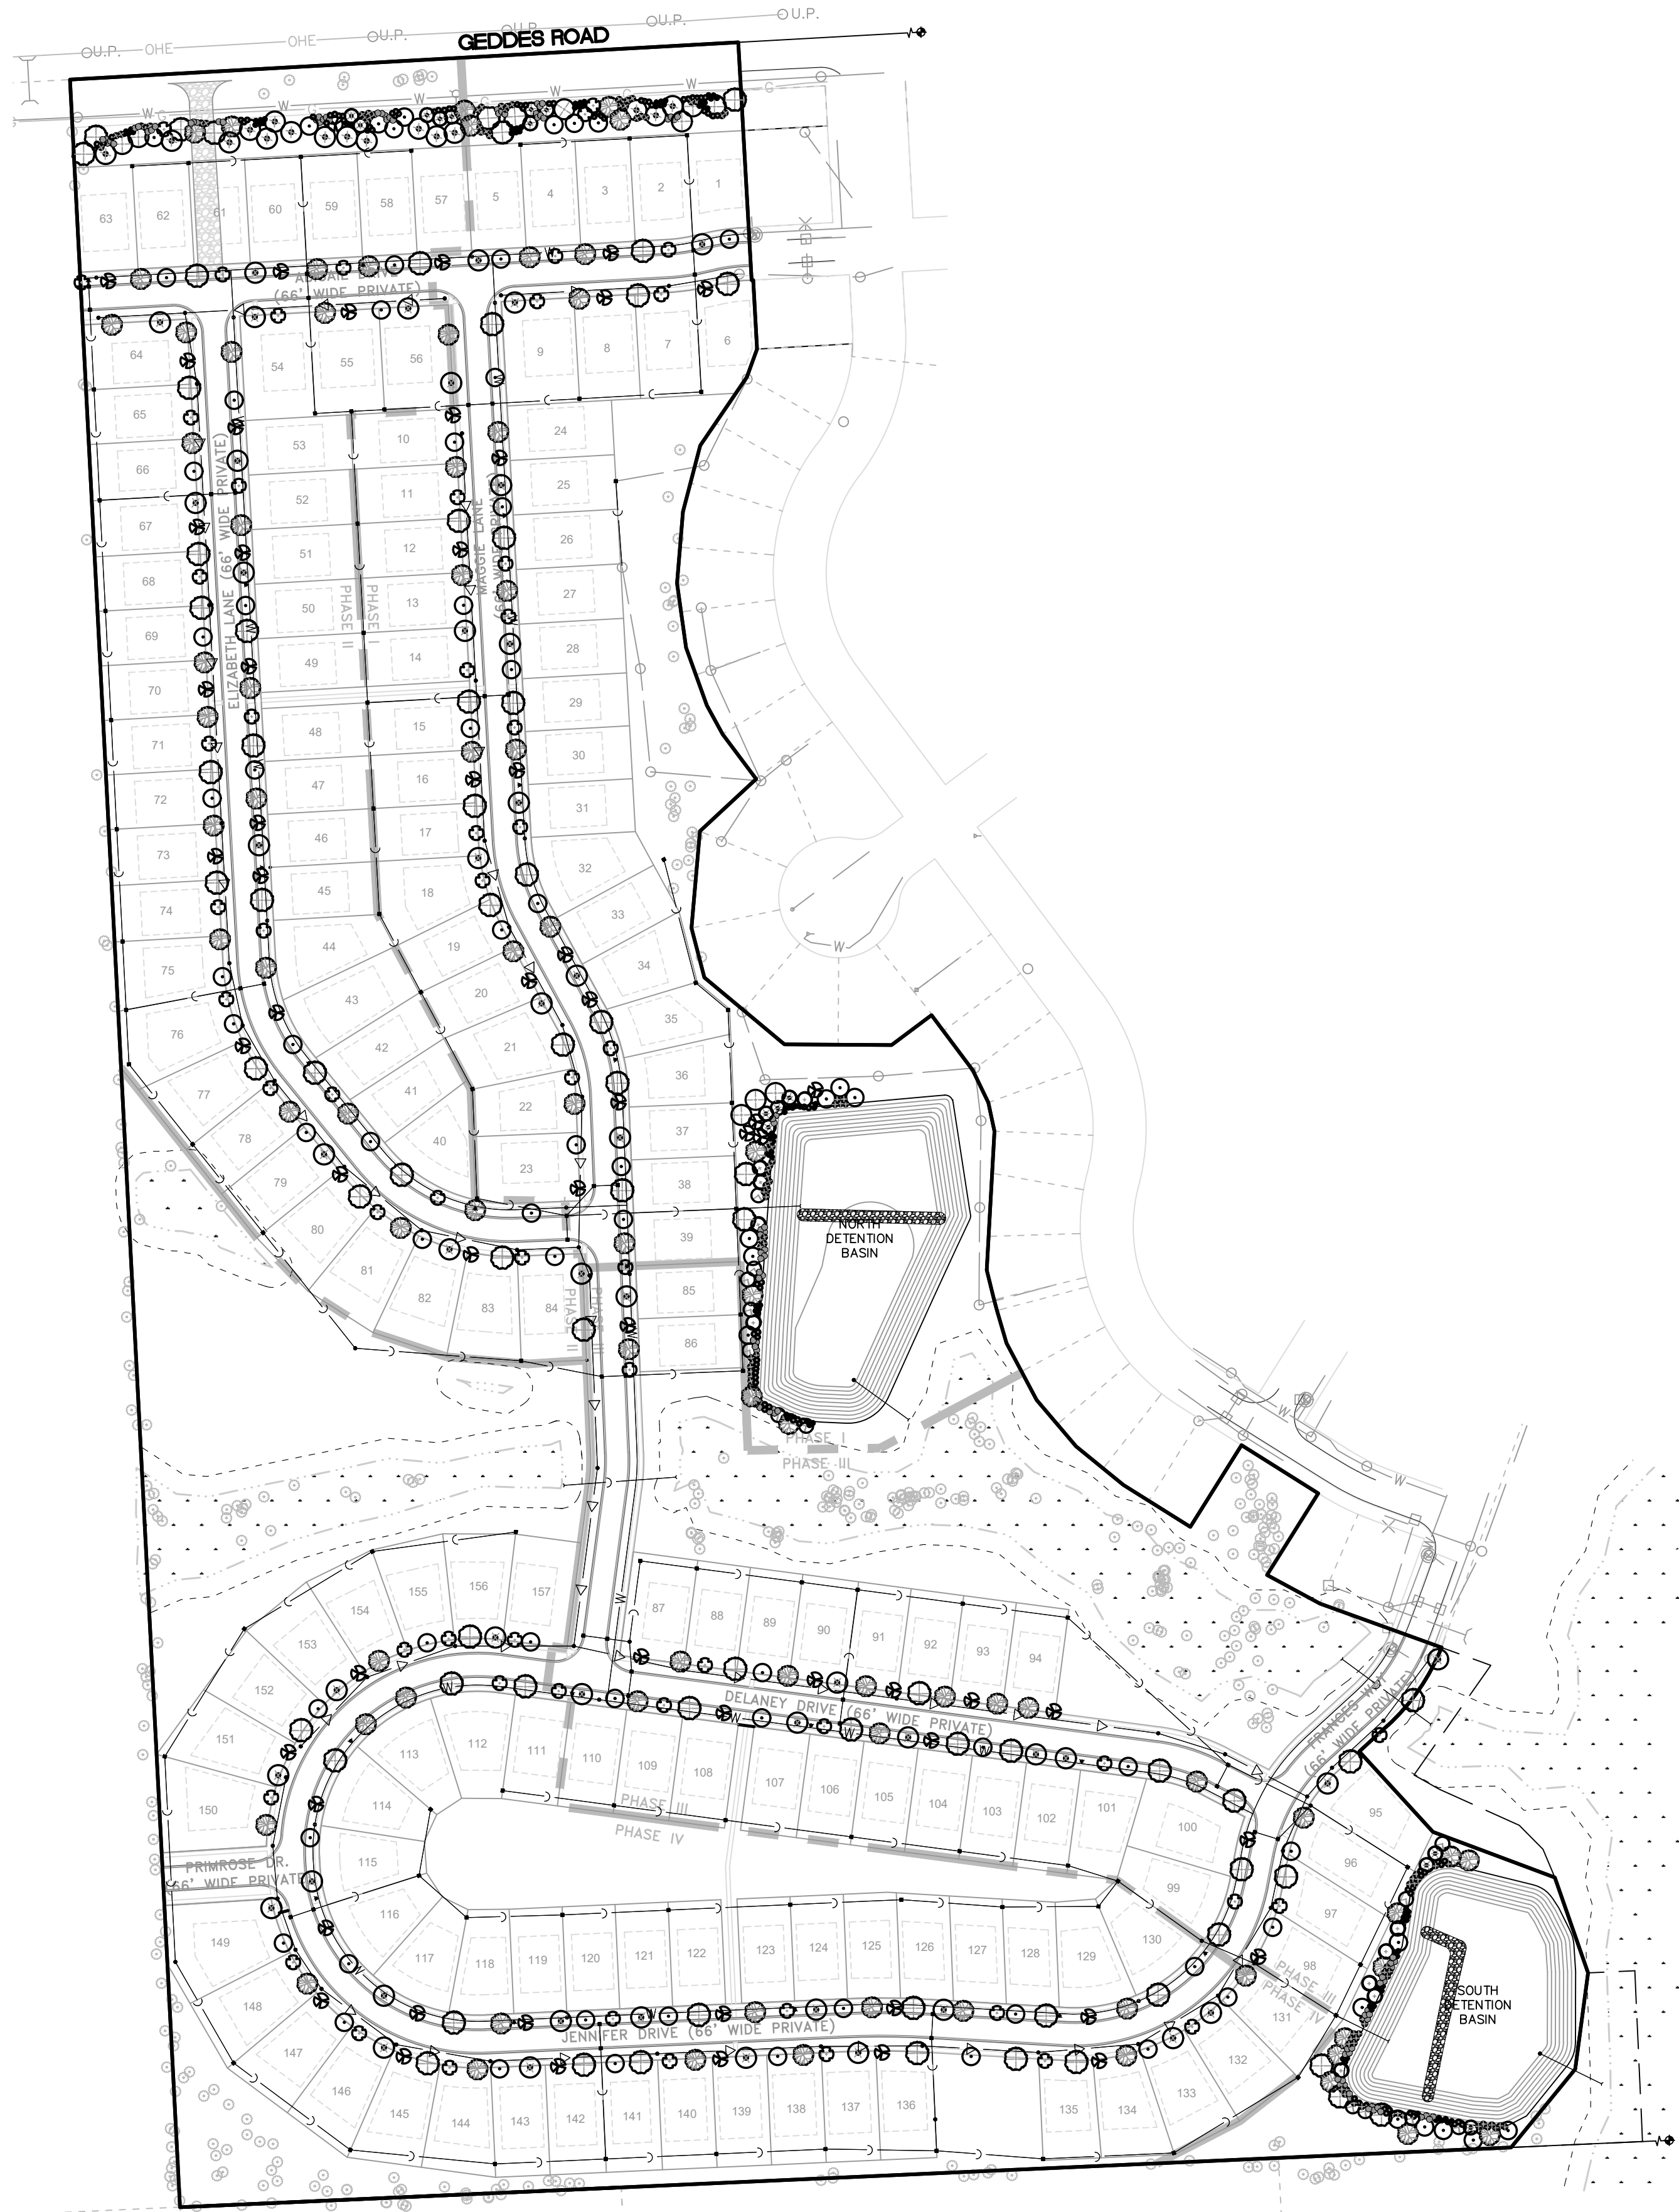 U.P.
OHE
OHE
U.P.
U.P.
U.P.
U.P.
GEDDES ROAD
W
W
W
W
W
G
G
G
G
G
63
62
61
60
59
58
57
5
4
3
2
1
W
ABIGAIL DRIVE
(66' WIDE PRIVATE)
64
54
55
56
9
8
7
6
65
53
10
24
66
52
11
25
67
51
12
26
68
50
13
27
69
49
14
28
70
29
71
48
15
30
72
47
16
31
73
46
17
32
74
45
18
33
75
44
19
34
76
43
20
35
77
42
21
36
78
41
22
37
79
40
23
38
80
39
81
85
82
83
84
86
ELIZABETH LANE (66' WIDE PRIVATE)
MAGGIE LANE
(66' WIDE PRIVATE)
PHASE I
PHASE II
W
NORTH
DETENTION
BASIN
PHASE II
PHASE III
PHASE I
PHASE III
W
W
157
156
155
154
153
152
151
150
87
88
89
90
91
92
93
94
W
W
W
W
DELANEY DRIVE (66' WIDE PRIVATE)
FRANCES WAY
(66' WIDE PRIVATE)
114
113
112
111
110
109
108
107
106
105
104
103
102
101
100
95
96
97
98
99
PHASE III
PHASE IV
PRIMROSE DR.
66' WIDE PRIVATE
115
116
117
118
119
120
121
122
123
124
125
126
127
128
129
130
PHASE III
PHASE IV
SOUTH
DETENTION
BASIN
149
148
147
146
145
144
143
142
141
140
139
138
137
136
135
134
133
132
131
W
W
JENNIFER DRIVE (66' WIDE PRIVATE)